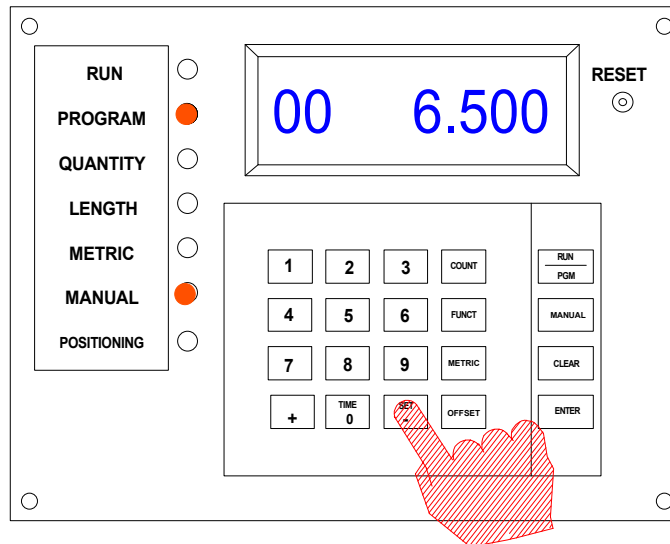 RUN
PROGRAM
QUANTITY
LENGTH
METRIC
MANUAL
POSITIONING
00 6.500
RESET
1 2 3 COUNT
4 5 6 FUNCT
7 8 9 METRIC
+ TIME 0 SET - OFFSET
RUN
PGM
MANUAL
CLEAR
ENTER